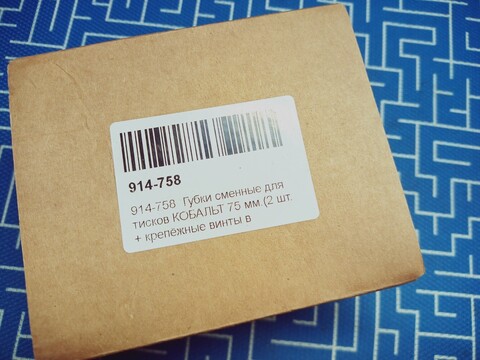 914-758
914-758 Губки сменные для
тисков КОБАЛЬТ 75 мм (2 шт.
+ крепёжные винты в